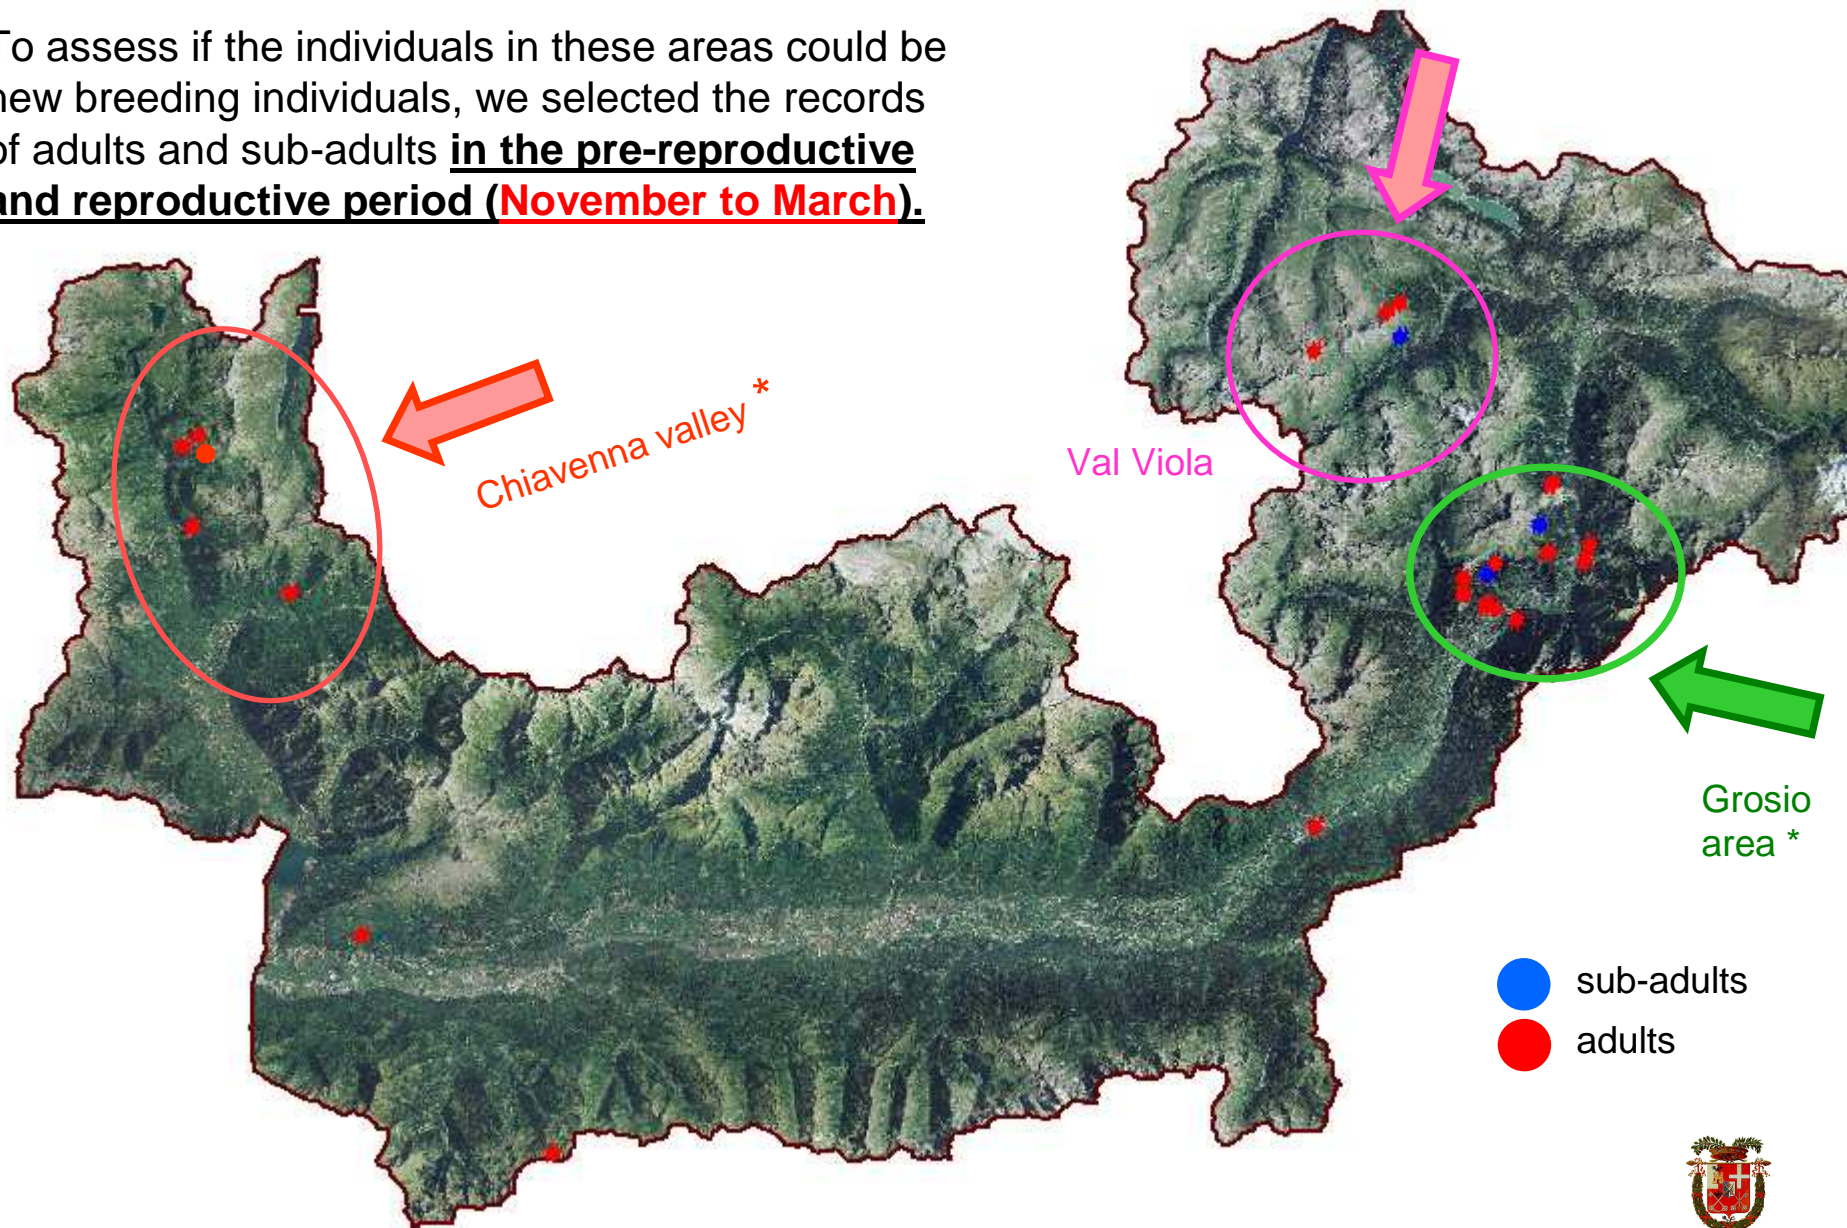 To assess if the individuals in these areas could be
new breeding individuals, we selected the records
of adults and sub-adults in the pre-reproductive
and reproductive period (November to March).
Chiavenna valley *
Val Viola
Grosio
area *
sub-adults
adults